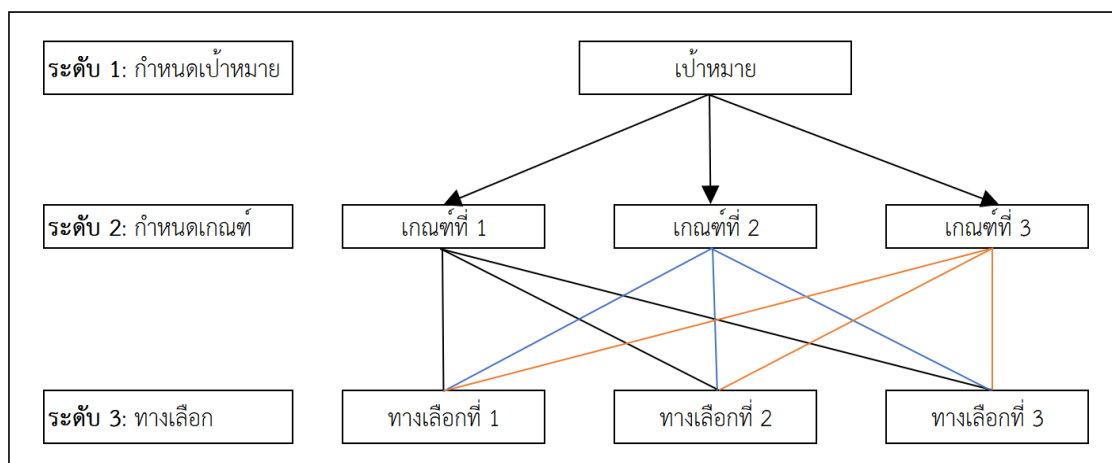 ระดับ 1: กำหนดเป้าหมาย
เป้าหมาย
ระดับ 2: กำหนดเกณฑ์
เกณฑ์ที่ 1
เกณฑ์ที่ 2
เกณฑ์ที่ 3
ระดับ 3: ทางเลือก
ทางเลือกที่ 1
ทางเลือกที่ 2
ทางเลือกที่ 3